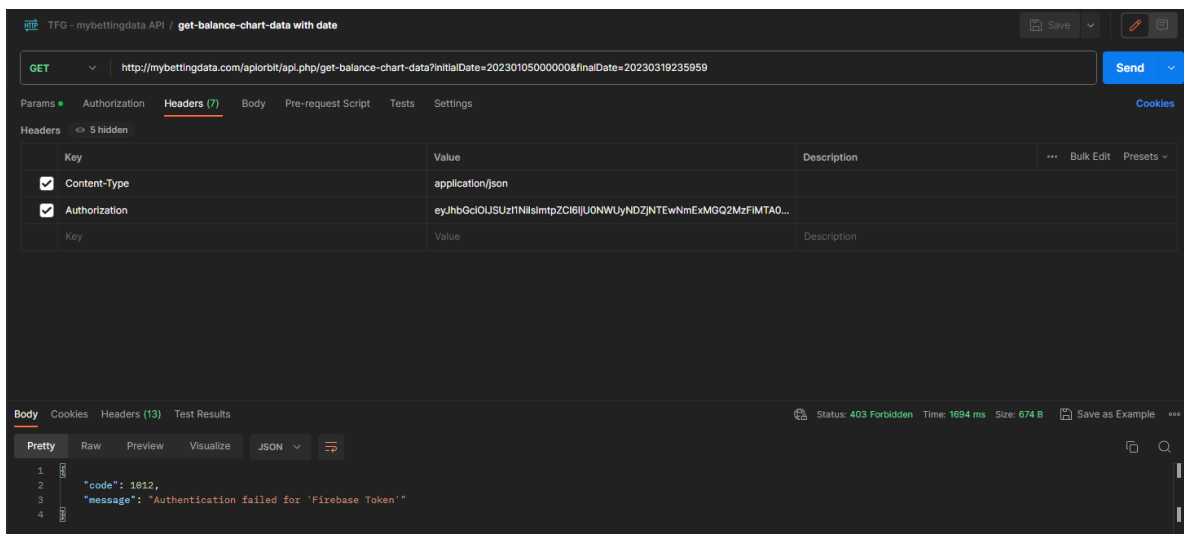 HTTP TFG - mybettingdata API / get-balance-chart-data with date Save
GET http://mybettingdata.com/apiorbit/api.php/get-balance-chart-data?initialDate=20230105000000&finalDate=20230319235959 Send
Params Authorization Headers (7) Body Pre-request Script Tests Settings Cookies
Headers 5 hidden
Key Value Description ••• Bulk Edit Presets
Content-Type application/json
Authorization eyJhbGciOiJSUzI1NiIsImtpZCI6IjU0NWUyNDZjNTEwNmExMGQ2MzFiMTA0...
Key Value Description
Body Cookies Headers (13) Test Results Status: 403 Forbidden Time: 1694 ms Size: 674 B Save as Example •••
Pretty Raw Preview Visualize JSON
1 {
2 "code": 1012,
3 "message": "Authentication failed for 'Firebase Token'"
4 }